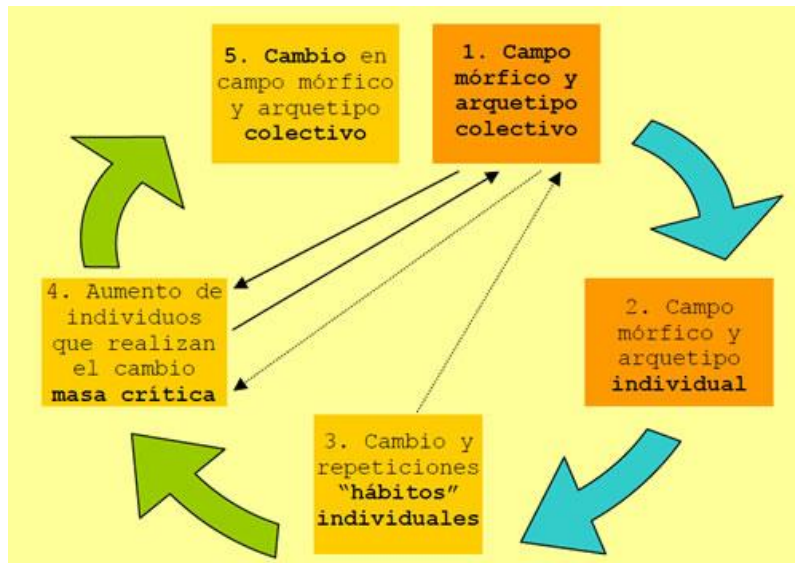 5. Cambio en
campo mórfico
y arquetipo
colectivo
1. Campo
mórfico y
arquetipo
colectivo
2. Campo
mórfico y
arquetipo
individual
3. Cambio y
repeticiones
“hábitos”
individuales
4. Aumento de
individuos
que realizan
el cambio
masa crítica